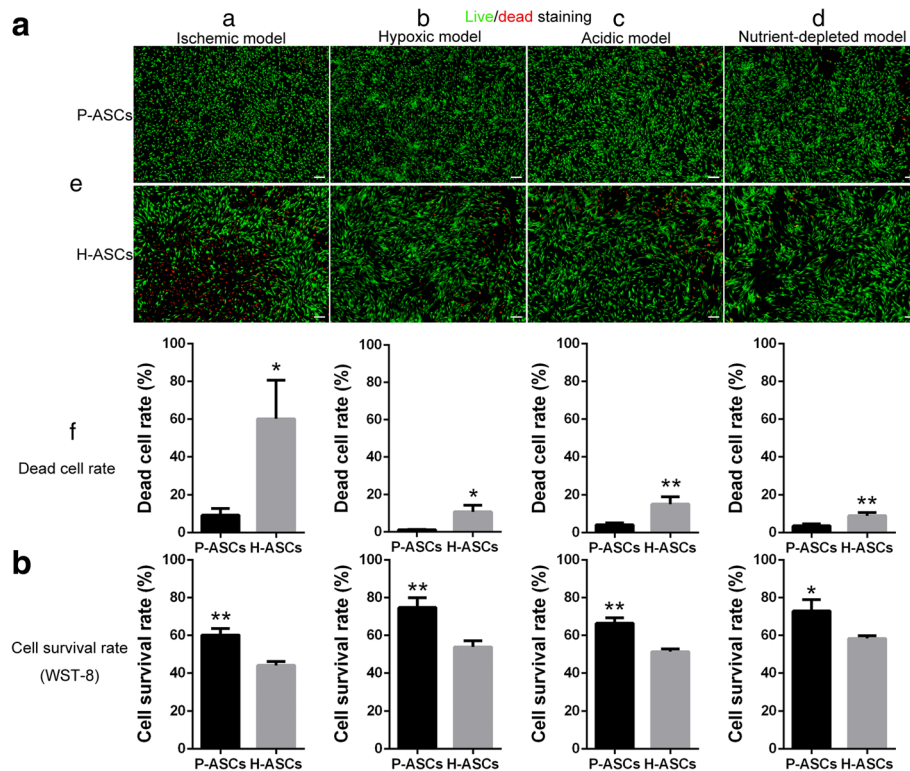 a
a b c d
Live/dead staining
Ischemic model Hypoxic model Acidic model Nutrient-depleted model
P-ASCs
e
H-ASCs
f
Dead cell rate
Dead cell rate (%)
100
80
60
40
20
0
*
P-ASCs H-ASCs
Dead cell rate (%)
100
80
60
40
20
0
*
P-ASCs H-ASCs
Dead cell rate (%)
100
80
60
40
20
0
**
P-ASCs H-ASCs
Dead cell rate (%)
100
80
60
40
20
0
**
P-ASCs H-ASCs
b
Cell survival rate
(WST-8)
Cell survival rate (%)
100
80
60
40
20
0
**
P-ASCs H-ASCs
Cell survival rate (%)
100
80
60
40
20
0
**
P-ASCs H-ASCs
Cell survival rate (%)
100
80
60
40
20
0
**
P-ASCs H-ASCs
Cell survival rate (%)
100
80
60
40
20
0
*
P-ASCs H-ASCs